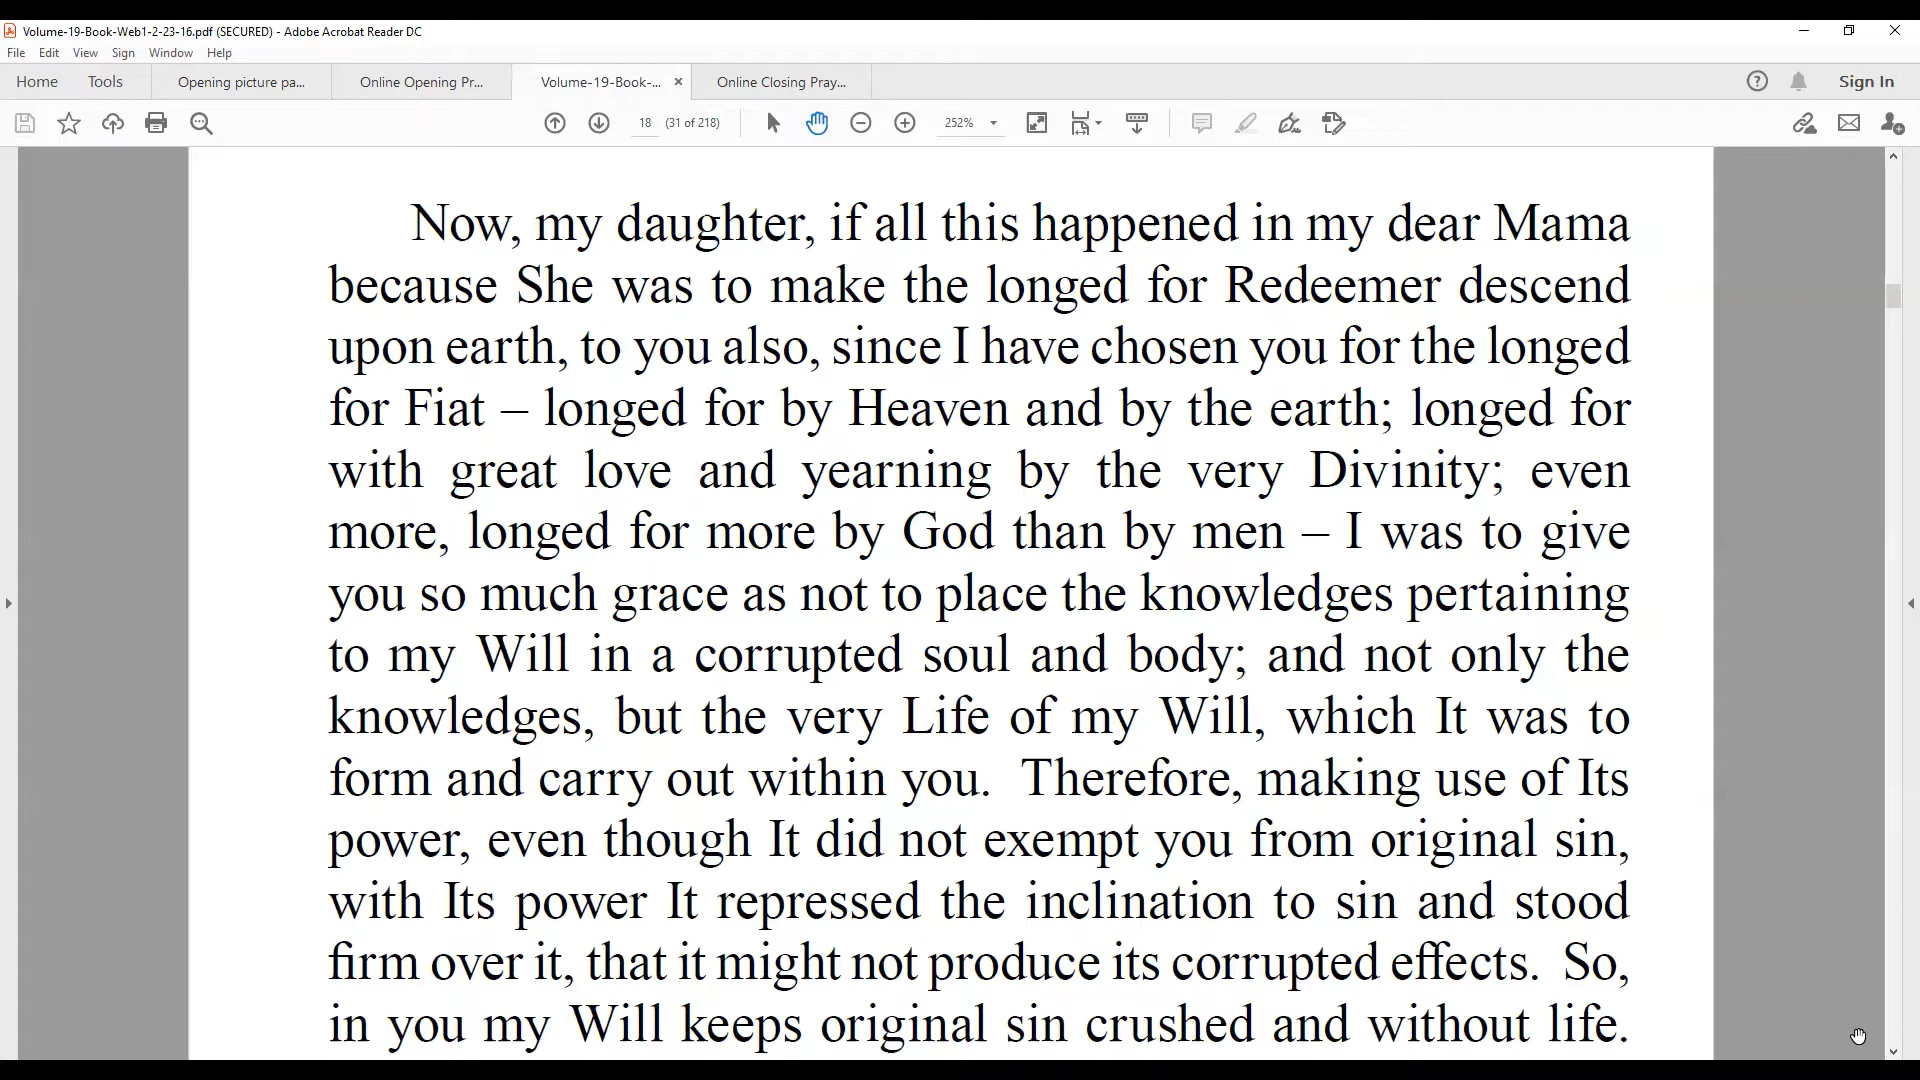 Volume-19-Book-Web1-2-23-16.pdf (SECURED) - Adobe Acrobat Reader DC
File Edit View Sign Window Help
Home Tools Opening picture pa... Online Opening Pr... Volume-19-Book-... × Online Closing Pray... Sign In
18 (31 of 218) 252%
Now, my daughter, if all this happened in my dear Mama
because She was to make the longed for Redeemer descend
upon earth, to you also, since I have chosen you for the longed
for Fiat – longed for by Heaven and by the earth; longed for
with great love and yearning by the very Divinity; even
more, longed for more by God than by men – I was to give
you so much grace as not to place the knowledges pertaining
to my Will in a corrupted soul and body; and not only the
knowledges, but the very Life of my Will, which It was to
form and carry out within you.  Therefore, making use of Its
power, even though It did not exempt you from original sin,
with Its power It repressed the inclination to sin and stood
firm over it, that it might not produce its corrupted effects.  So,
in you my Will keeps original sin crushed and without life.